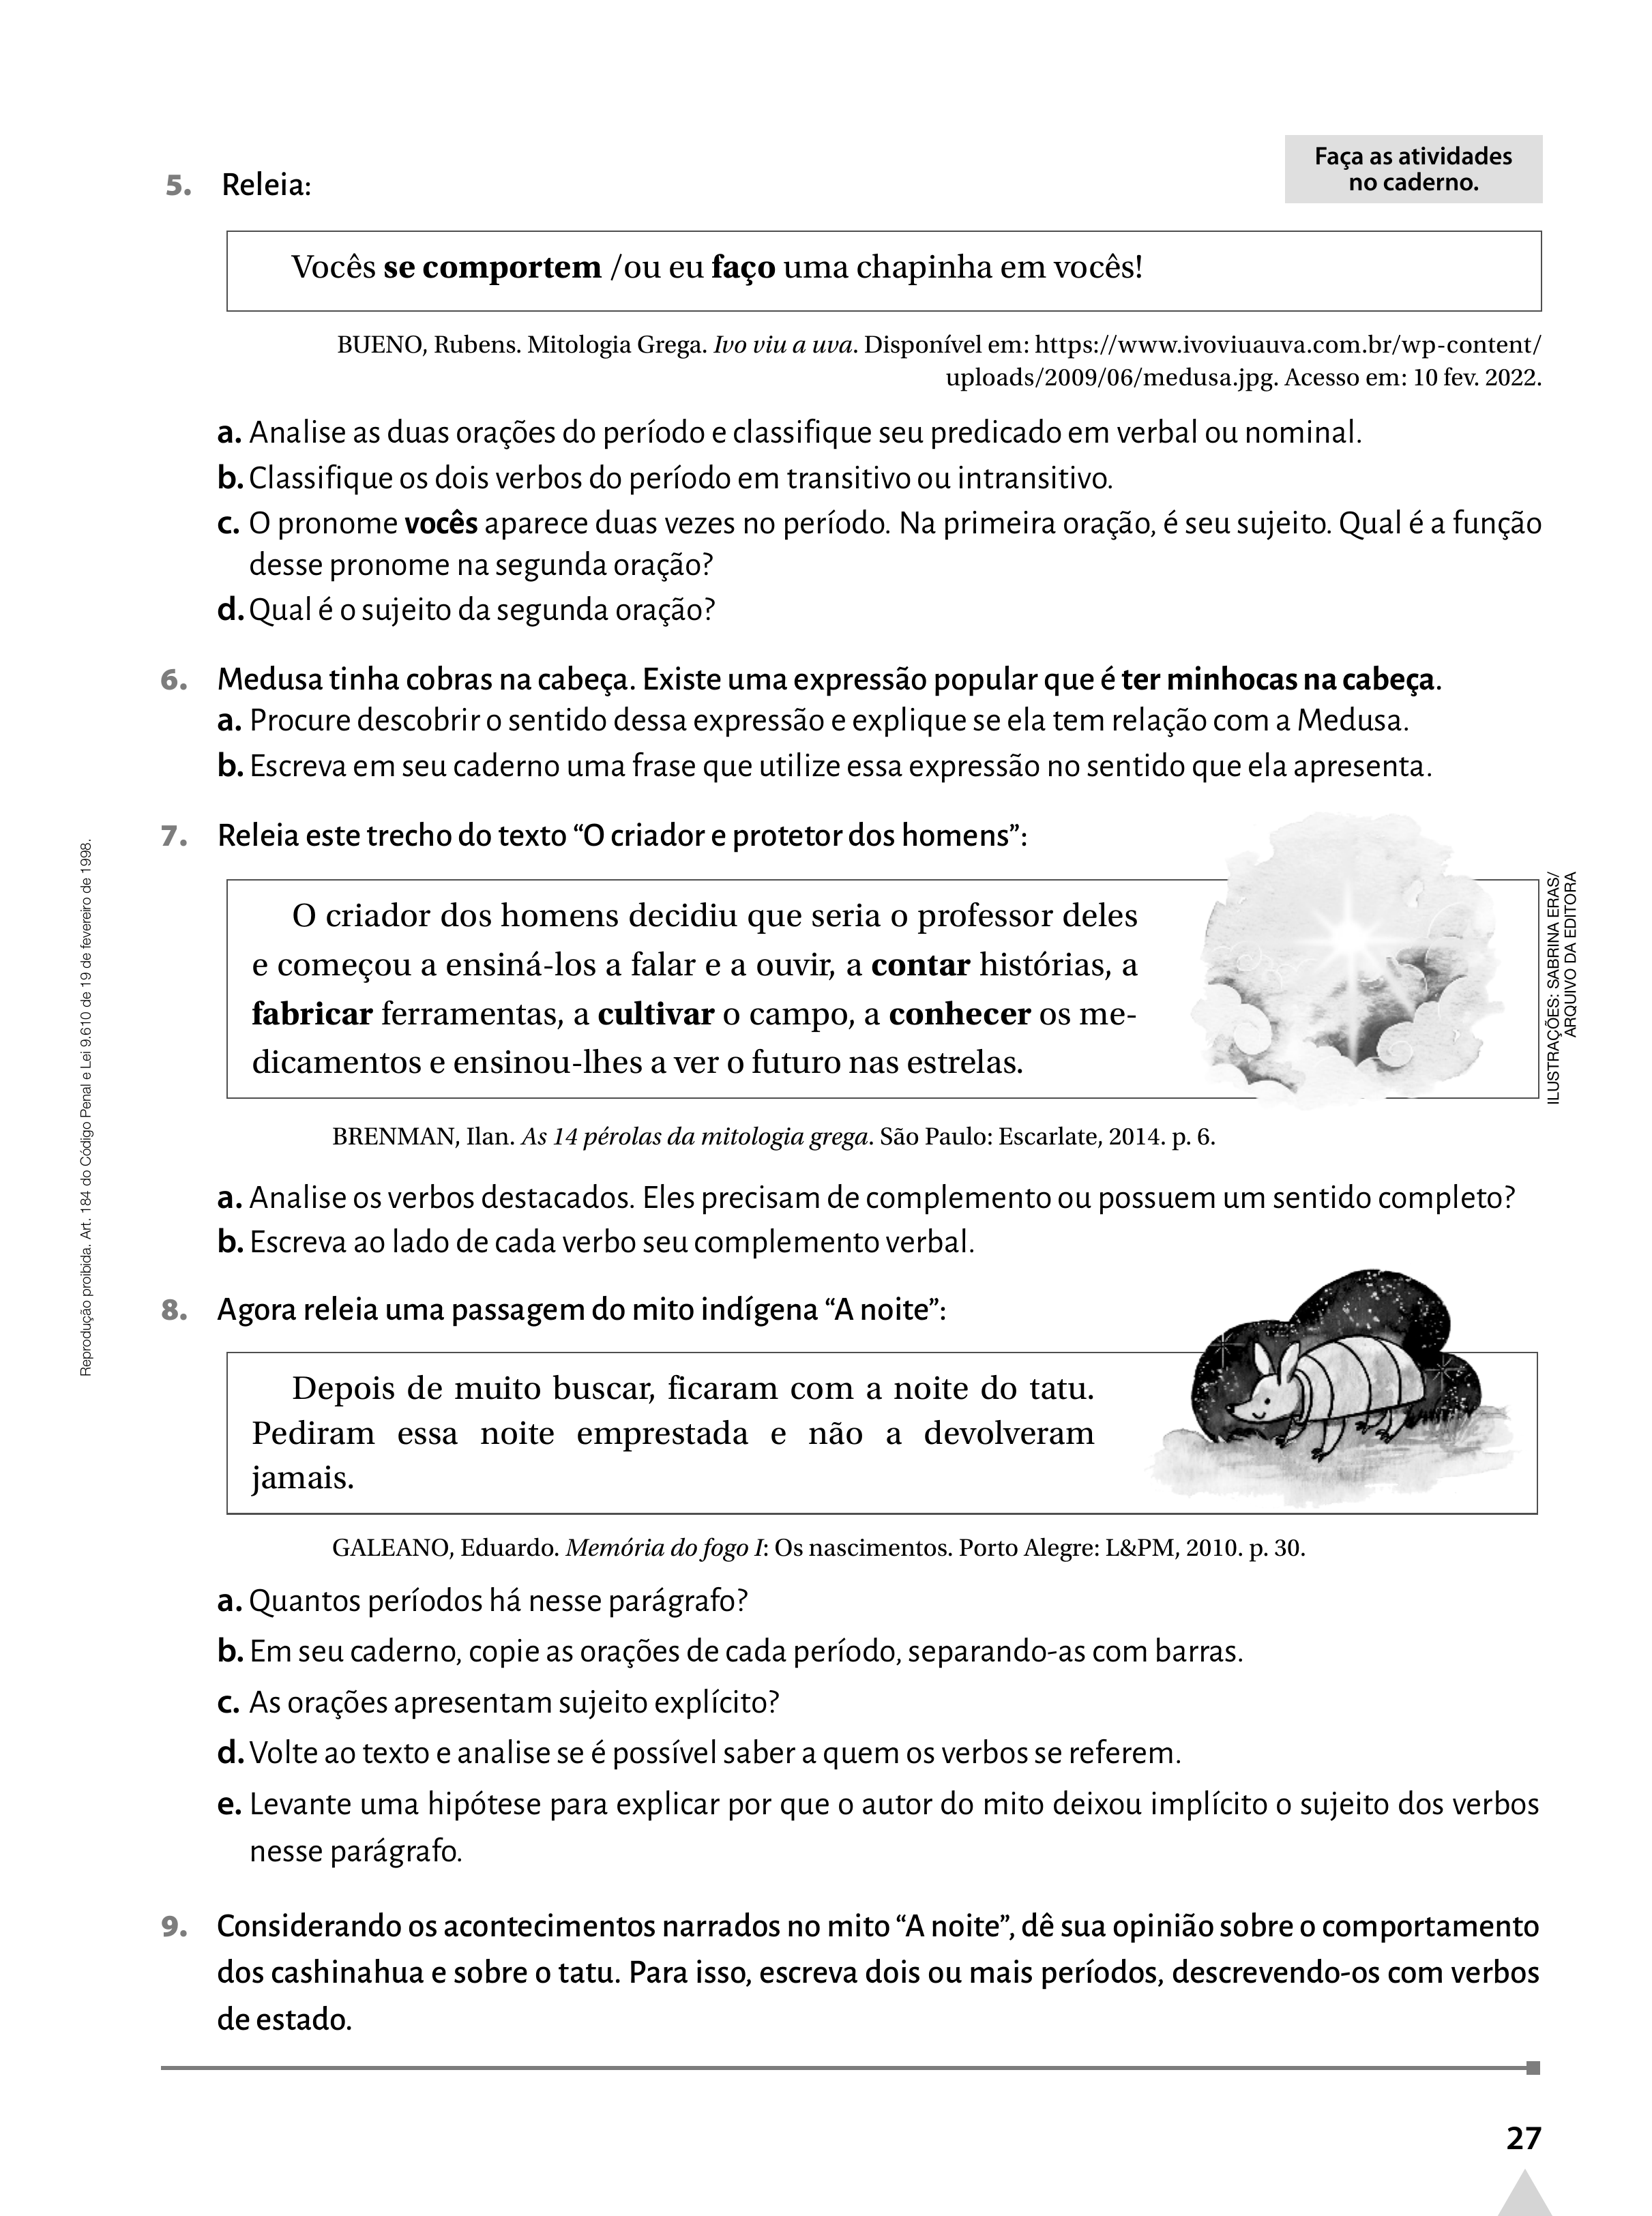 Faça as atividades
no caderno.
5. Releia:
Vocês se comportem /ou eu faço uma chapinha em vocês!
BUENO, Rubens. Mitologia Grega. Ivo viu a uva. Disponível em: https://www.ivoviuauva.com.br/wp-content/
uploads/2009/06/medusa.jpg. Acesso em: 10 fev. 2022.
a. Analise as duas orações do período e classifique seu predicado em verbal ou nominal.
b. Classifique os dois verbos do período em transitivo ou intransitivo.
c. O pronome vocês aparece duas vezes no período. Na primeira oração, é seu sujeito. Qual é a função
desse pronome na segunda oração?
d. Qual é o sujeito da segunda oração?
6. Medusa tinha cobras na cabeça. Existe uma expressão popular que é ter minhocas na cabeça.
a. Procure descobrir o sentido dessa expressão e explique se ela tem relação com a Medusa.
b. Escreva em seu caderno uma frase que utilize essa expressão no sentido que ela apresenta.
7. Releia este trecho do texto “O criador e protetor dos homens”:
O criador dos homens decidiu que seria o professor deles
e começou a ensiná-los a falar e a ouvir, a contar histórias, a
fabricar ferramentas, a cultivar o campo, a conhecer os me-
dicamentos e ensinou-lhes a ver o futuro nas estrelas.
BRENMAN, Ilan. As 14 pérolas da mitologia grega. São Paulo: Escarlate, 2014. p. 6.
a. Analise os verbos destacados. Eles precisam de complemento ou possuem um sentido completo?
b. Escreva ao lado de cada verbo seu complemento verbal.
8. Agora releia uma passagem do mito indígena “A noite”:
Depois de muito buscar, ficaram com a noite do tatu.
Pediram essa noite emprestada e não a devolveram
jamais.
GALEANO, Eduardo. Memória do fogo I: Os nascimentos. Porto Alegre: L&PM, 2010. p. 30.
a. Quantos períodos há nesse parágrafo?
b. Em seu caderno, copie as orações de cada período, separando-as com barras.
c. As orações apresentam sujeito explícito?
d. Volte ao texto e analise se é possível saber a quem os verbos se referem.
e. Levante uma hipótese para explicar por que o autor do mito deixou implícito o sujeito dos verbos
nesse parágrafo.
9. Considerando os acontecimentos narrados no mito “A noite”, dê sua opinião sobre o comportamento
dos cashinahua e sobre o tatu. Para isso, escreva dois ou mais períodos, descrevendo-os com verbos
de estado.
Reprodução proibida. Art. 184 do Código Penal e Lei 9.610 de 19 de fevereiro de 1998.
ILUSTRAÇÕES: SABRINA ERAS/
ARQUIVO DA EDITORA
27